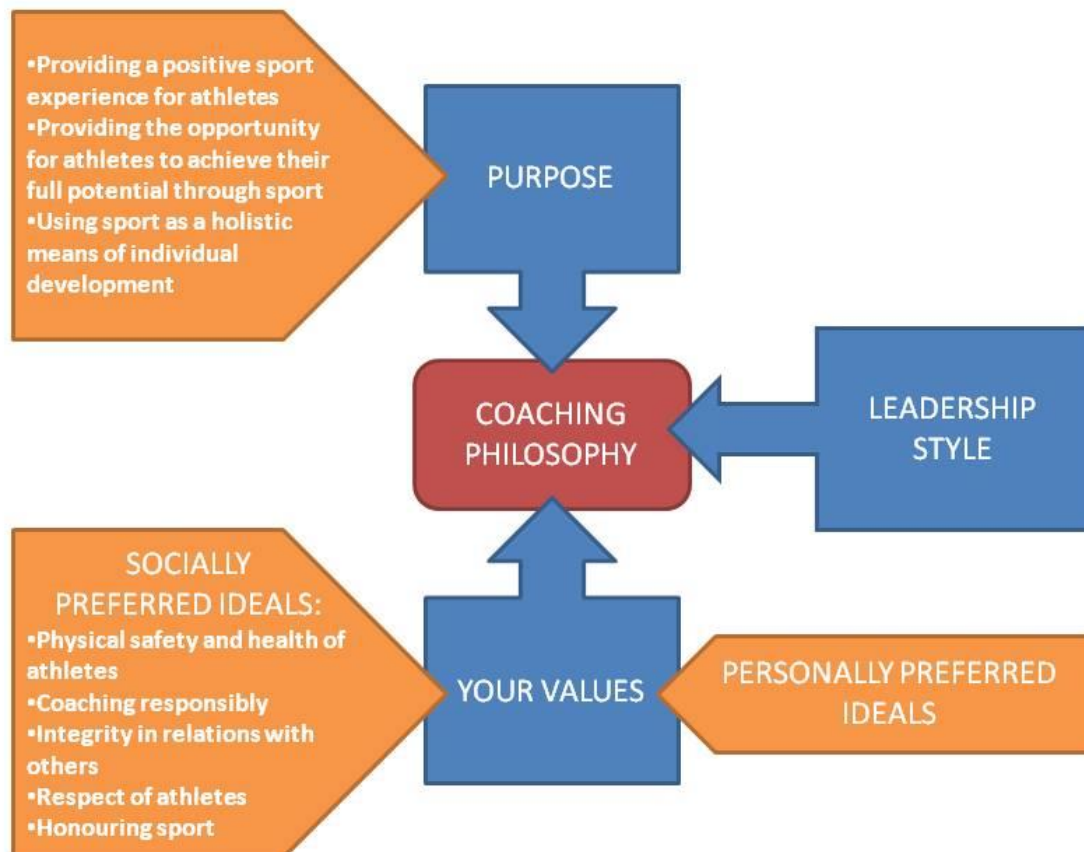 •Providing a positive sport
experience for athletes
•Providing the opportunity
for athletes to achieve their
full potential through sport
•Using sport as a holistic
means of individual
development
PURPOSE
COACHING
PHILOSOPHY
LEADERSHIP
STYLE
SOCIALLY
PREFERRED IDEALS:
•Physical safety and health of
athletes
•Coaching responsibly
•Integrity in relations with
others
•Respect of athletes
•Honouring sport
YOUR VALUES
PERSONALLY PREFERRED
IDEALS